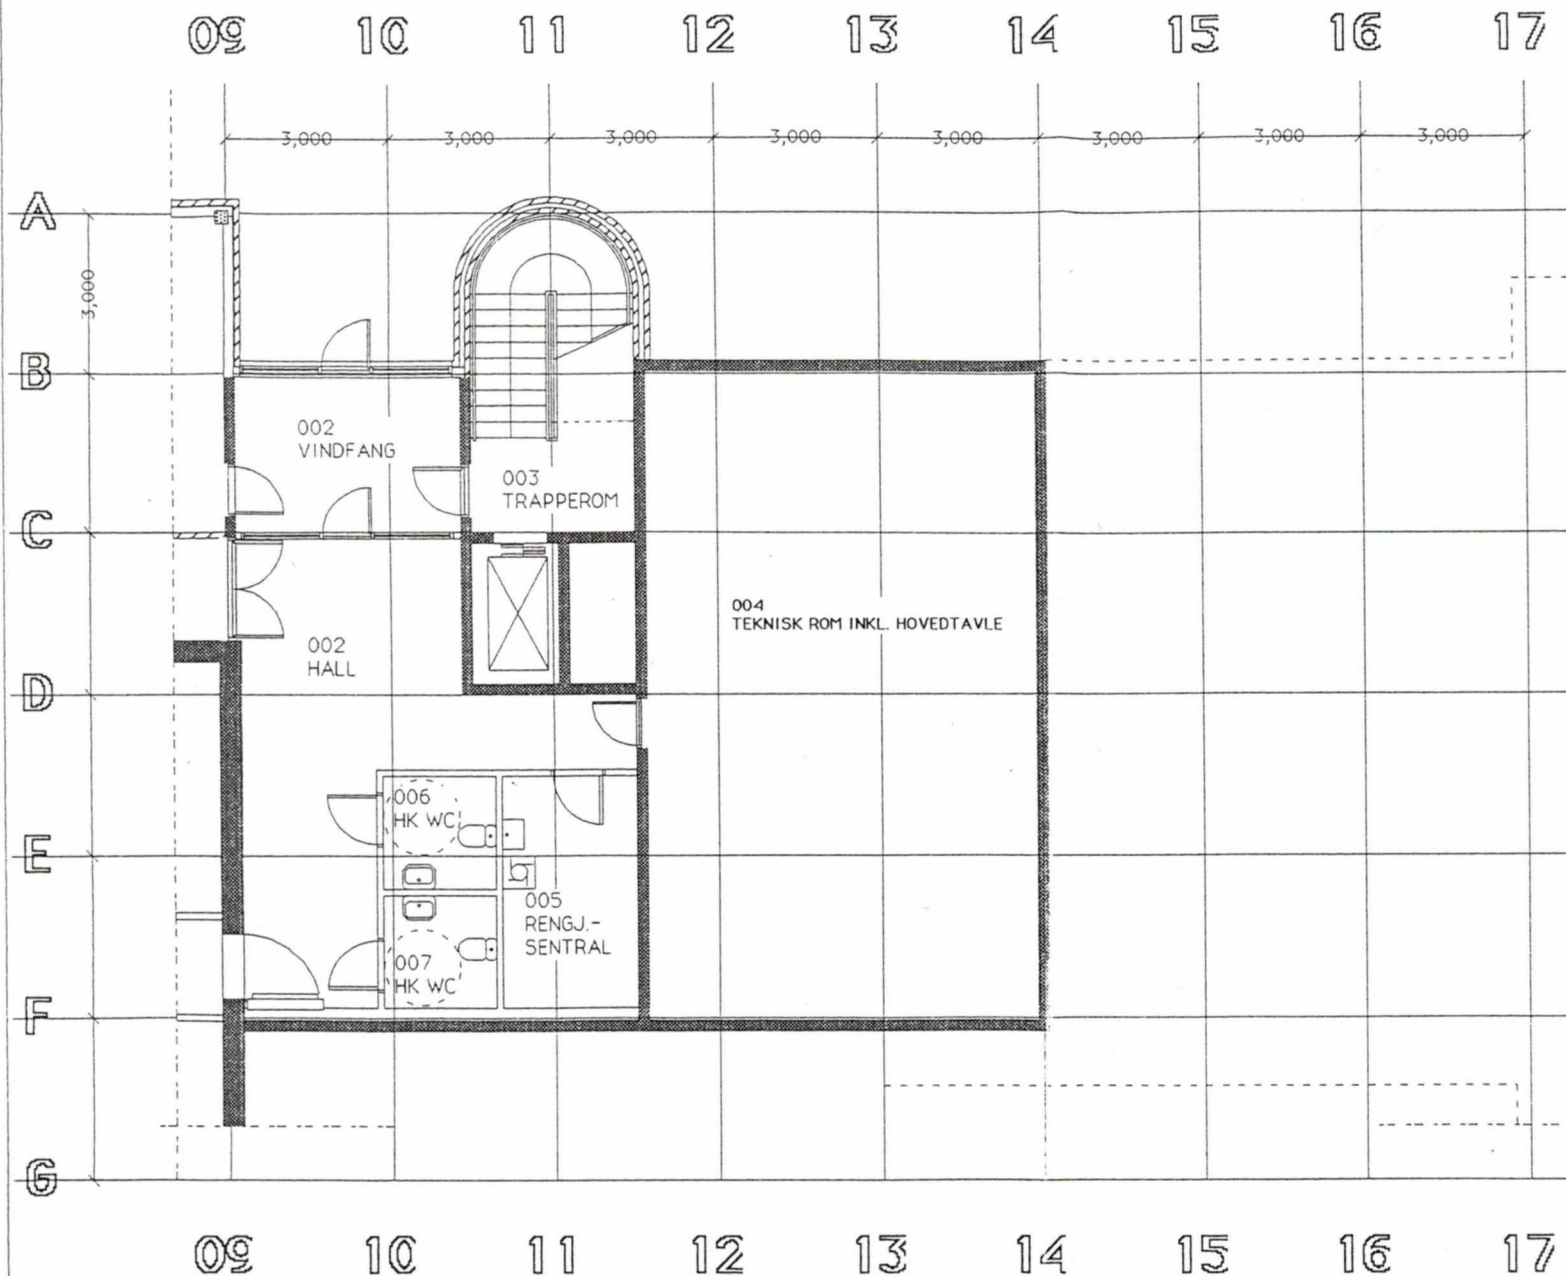 09 10 11 12 13 14 15 16 17
3,000 3,000 3,000 3,000 3,000 3,000 3,000 3,000
A
3,000
B
002
VINDFANG
003
TRAPPEROM
C
004
TEKNISK ROM INKL. HOVEDTAVLE
002
HALL
D
006
HK WC
E
005
RENGJ.-
SENTRAL
007
HK WC
F
G
09 10 11 12 13 14 15 16 17